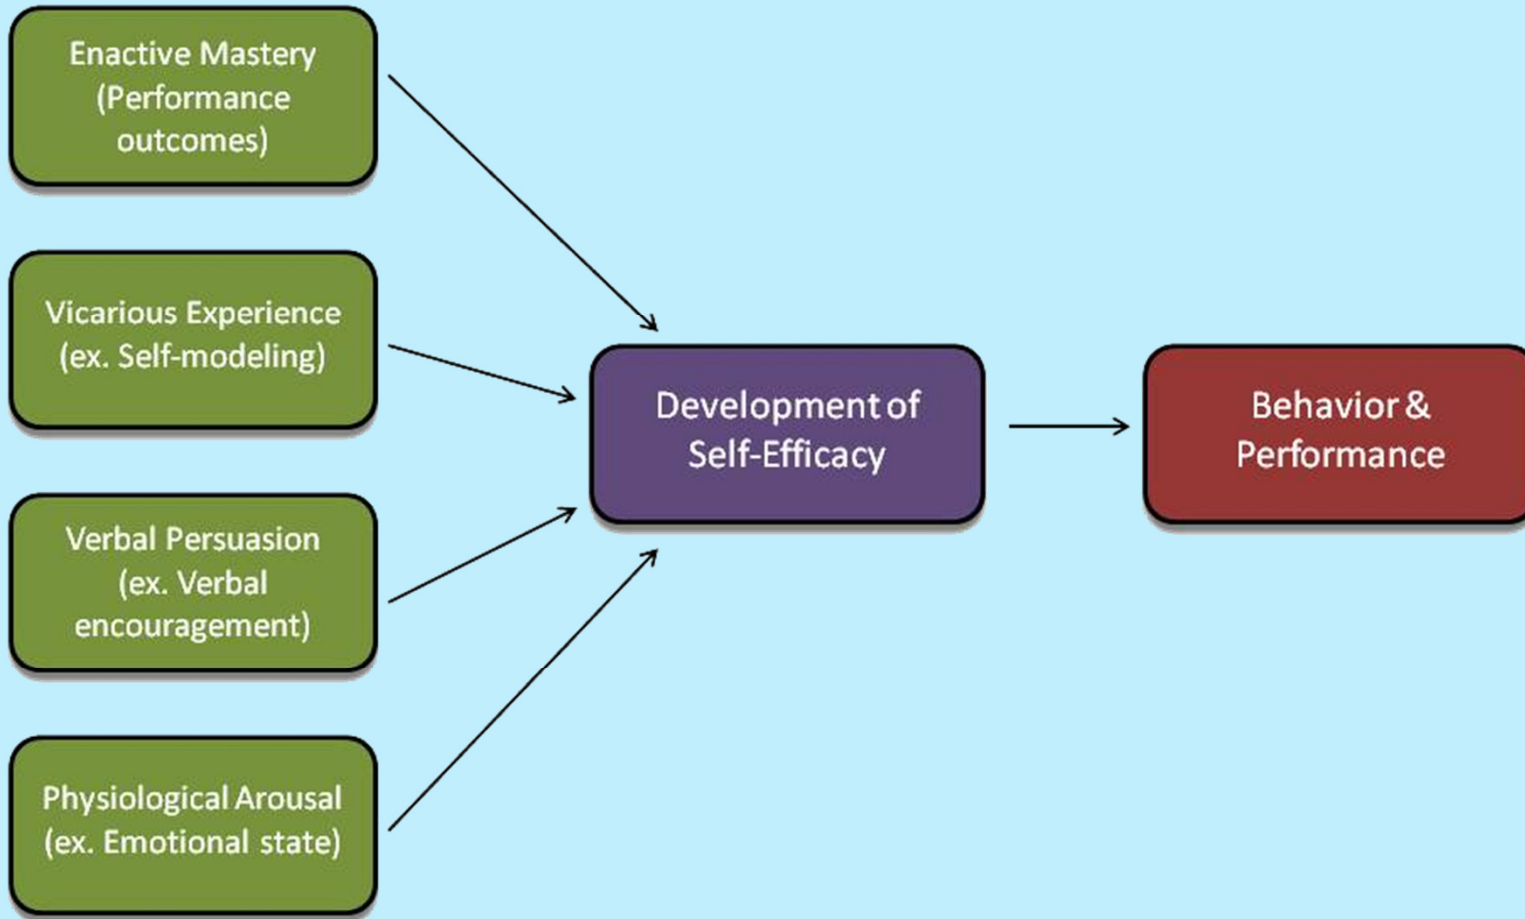 Enactive Mastery
(Performance
outcomes)
Vicarious Experience
(ex. Self-modeling)
Verbal Persuasion
(ex. Verbal
encouragement)
Physiological Arousal
(ex. Emotional state)
Development of
Self-Efficacy
Behavior &
Performance